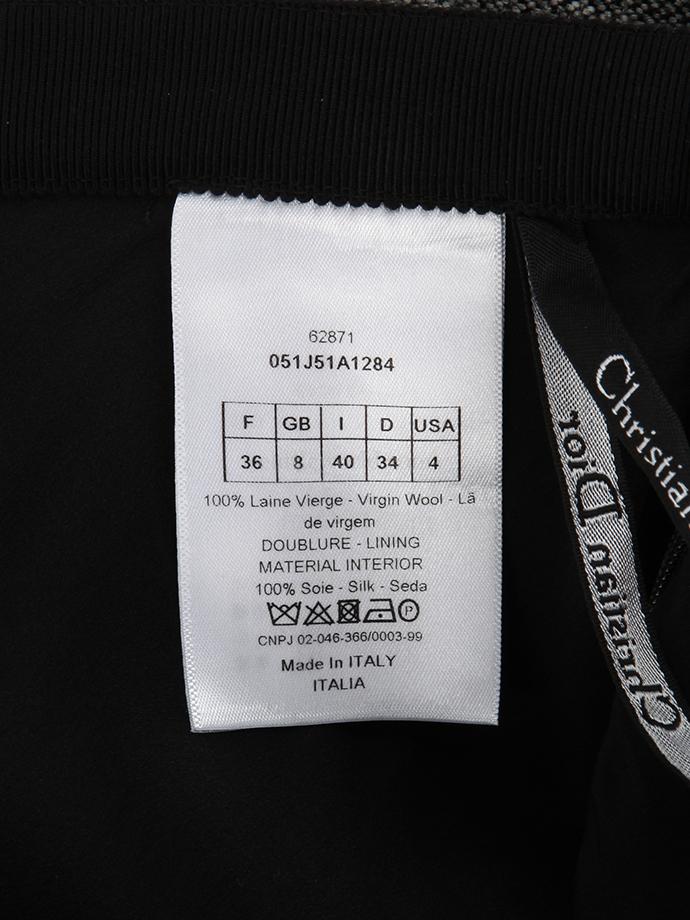 62871
051J51A1284
F GB I D USA
36 8 40 34 4
100% Laine Vierge - Virgin Wool - Lã
de virgem
DOUBLURE - LINING
MATERIAL INTERIOR
100% Soie - Silk - Seda
P
CNPJ 02-046-366/0003-99
Made In ITALY
ITALIA
Christian
Christian Dior